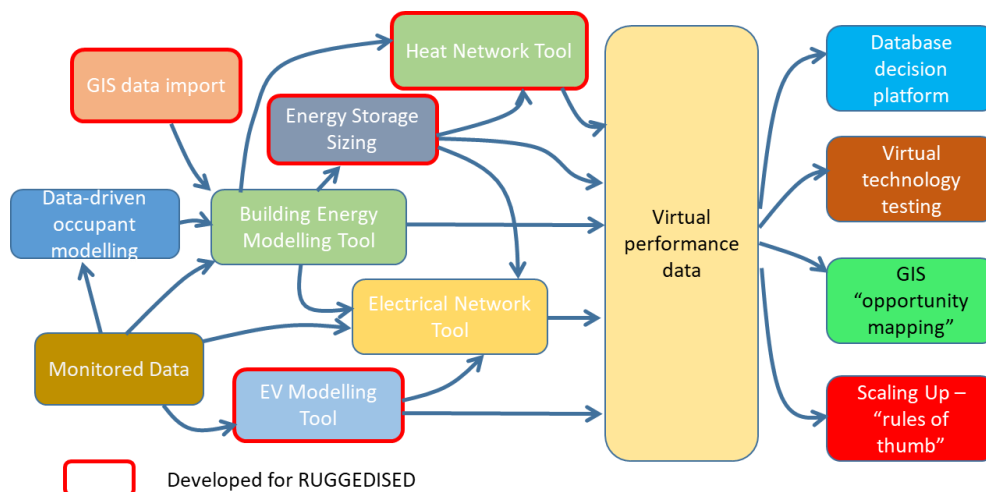 Heat Network Tool
Database
decision
platform
GIS data import
Energy Storage
Sizing
Virtual
technology
testing
Data-driven
occupant
modelling
Building Energy
Modelling Tool
Virtual
performance
data
GIS
“opportunity
mapping”
Electrical Network
Tool
Monitored Data
EV Modelling
Tool
Scaling Up –
“rules of
thumb”
Developed for RUGGEDISED